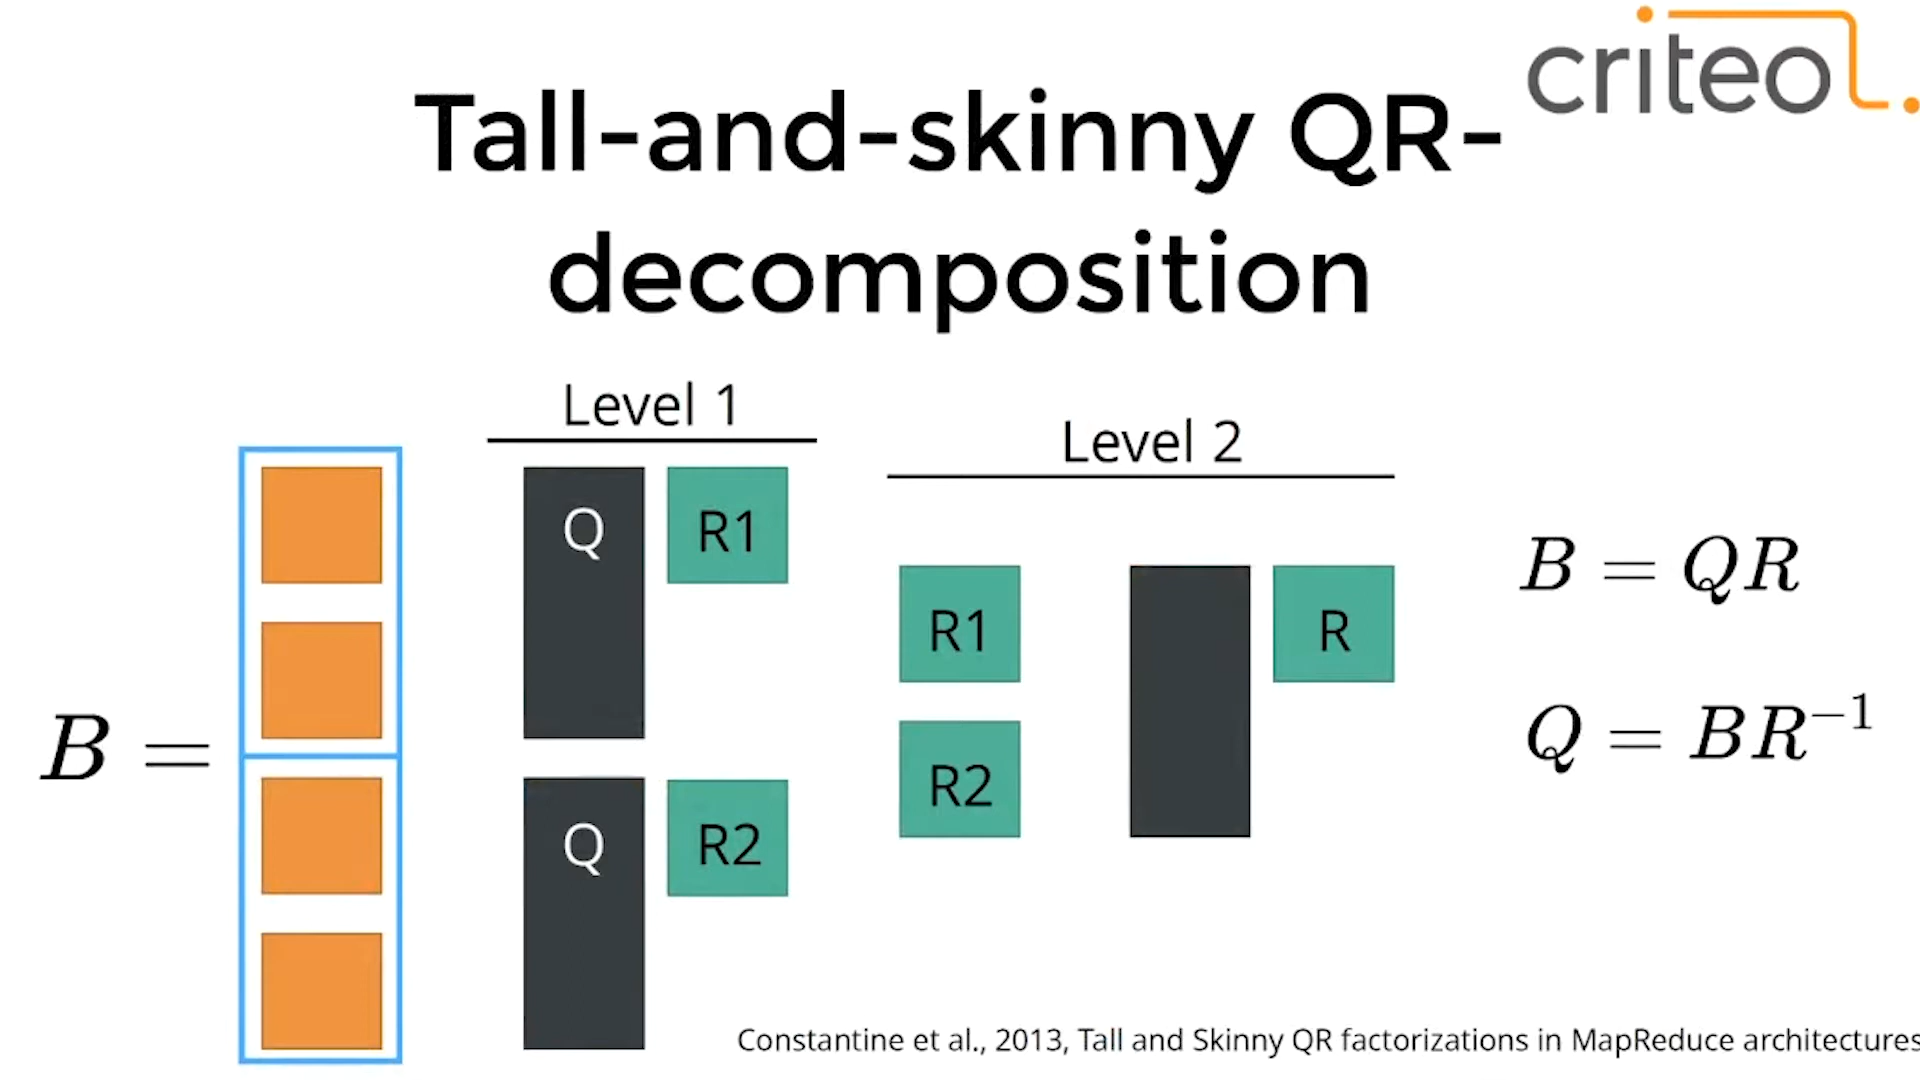 criteo
Tall-and-skinny QR-
decomposition
Level 1
Level 2
B =
Q
R1
Q
R2
R1
R2
R
B = QR
Q = BR⁻¹
Constantine et al., 2013, Tall and Skinny QR factorizations in MapReduce architectures